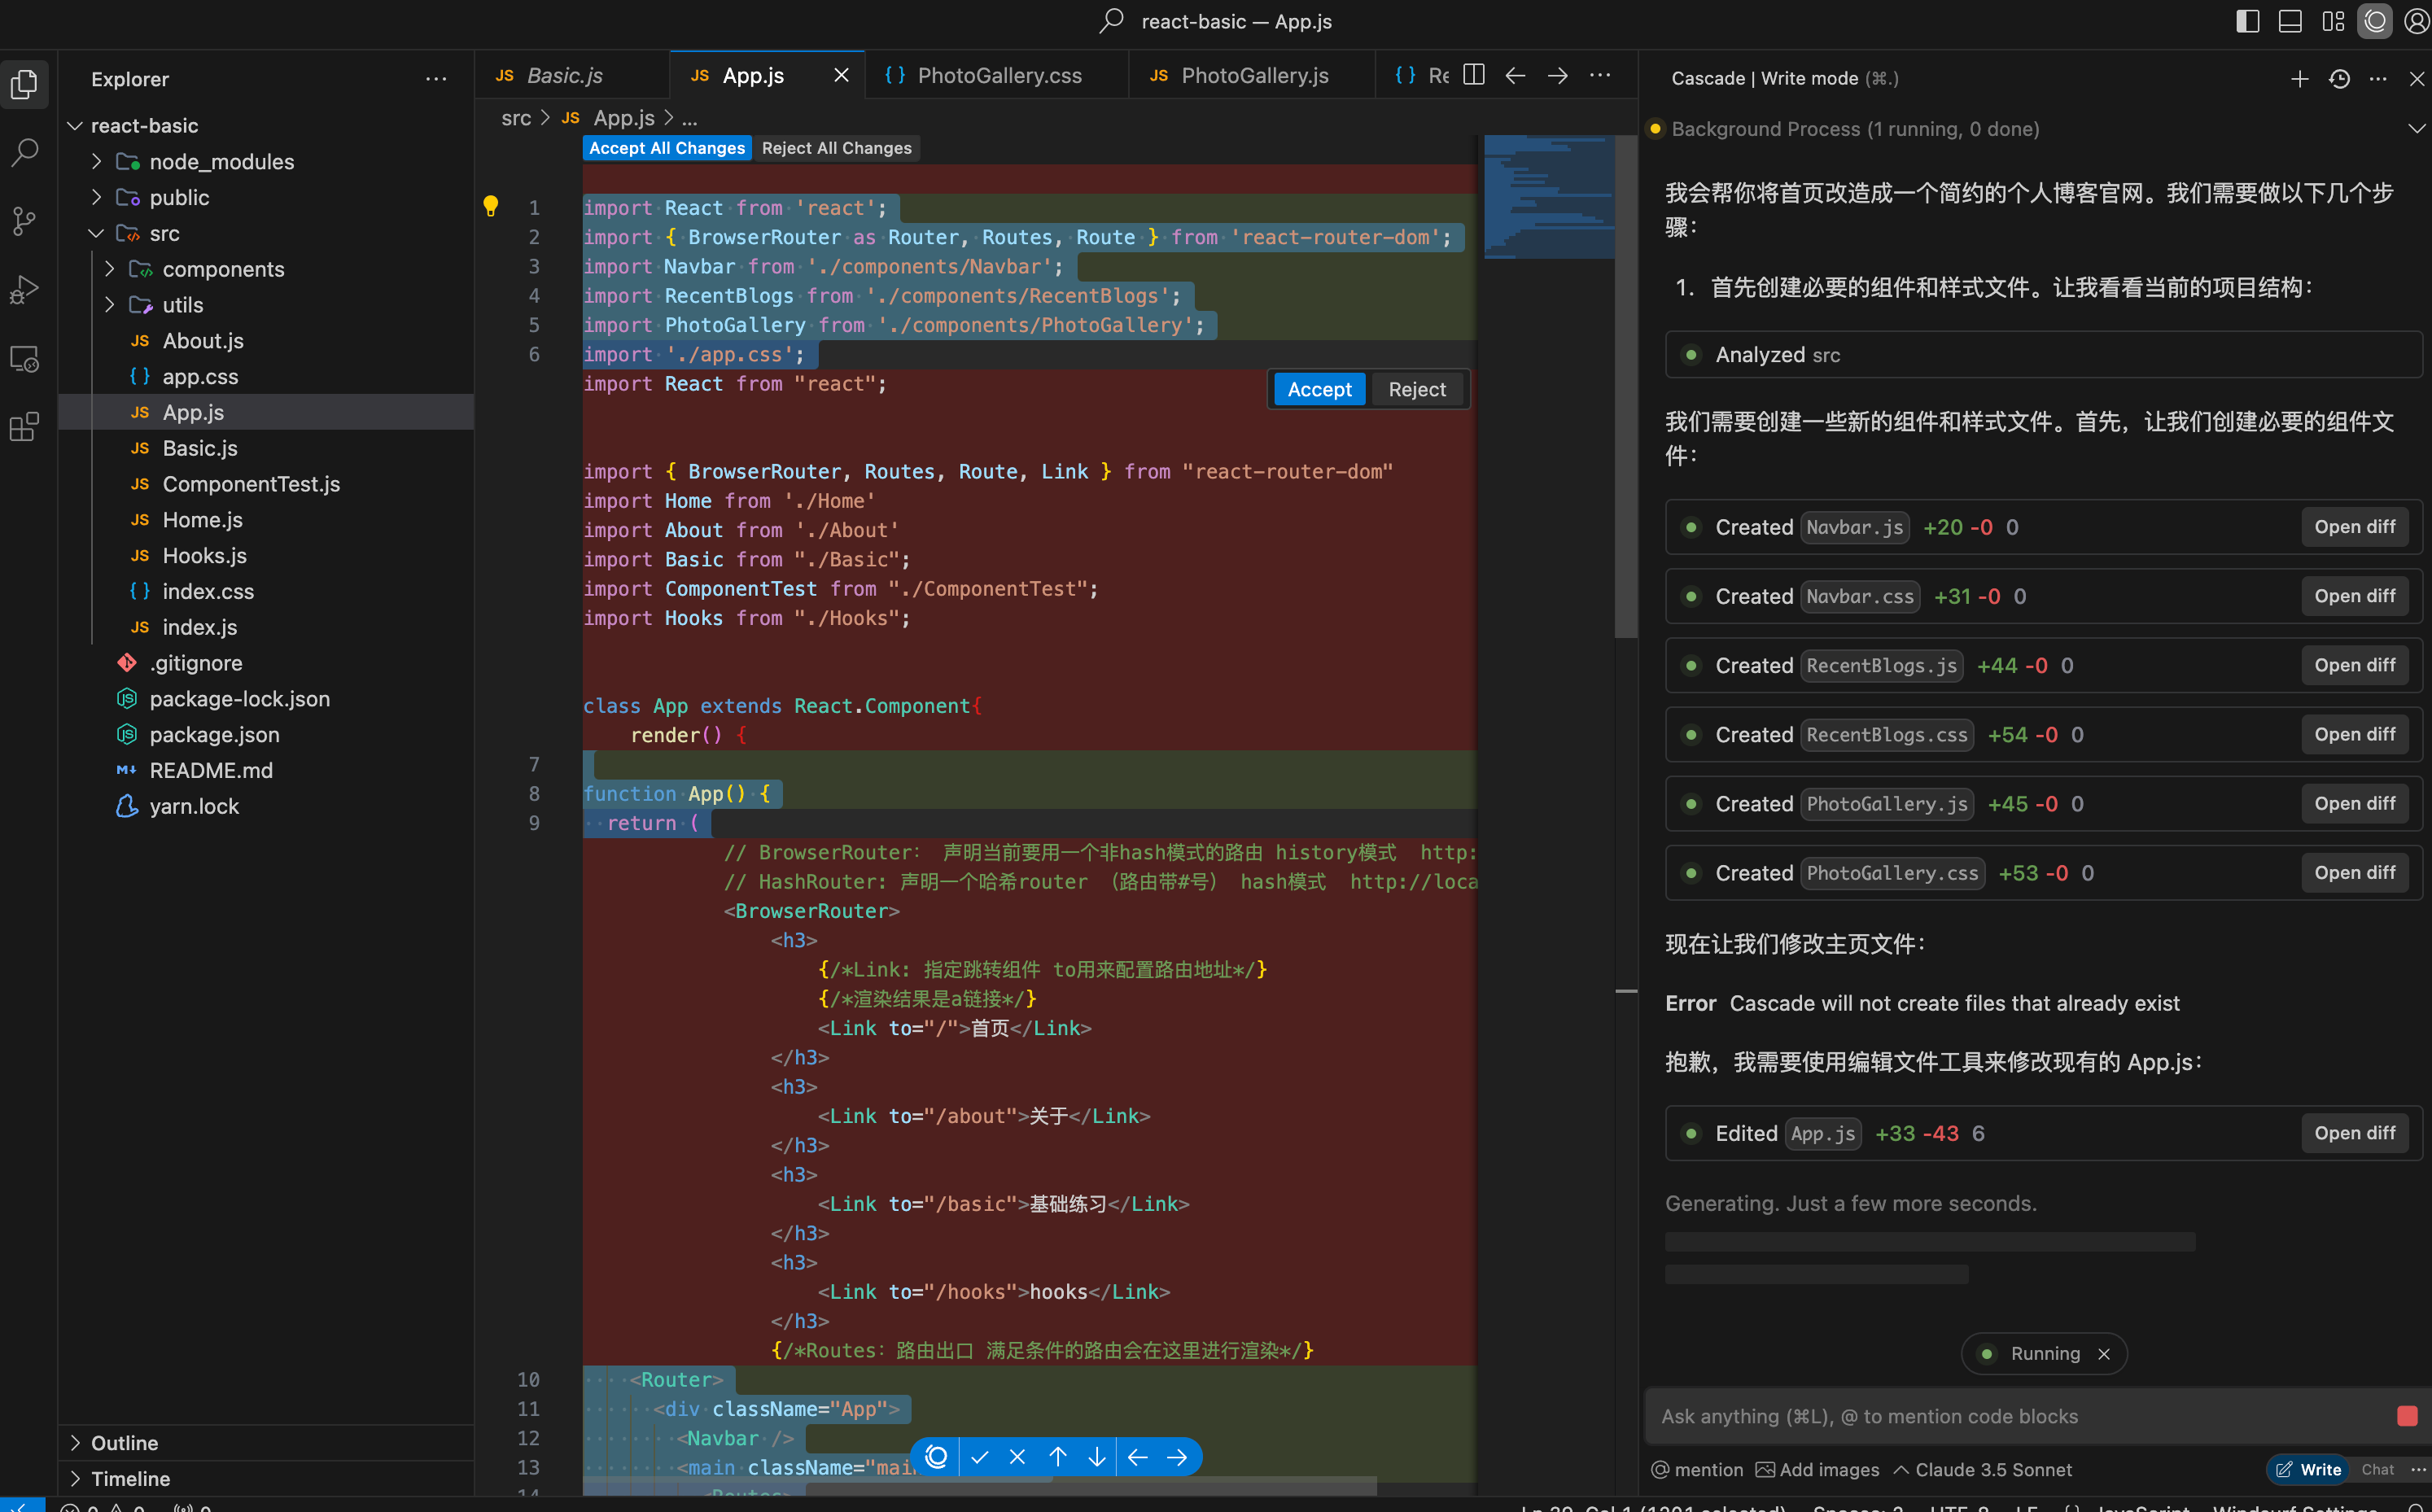 react-basic — App.js
Explorer
react-basic
node_modules
public
src
components
utils
JS About.js
{ } app.css
JS App.js
JS Basic.js
JS ComponentTest.js
JS Home.js
JS Hooks.js
{ } index.css
JS index.js
.gitignore
package-lock.json
package.json
README.md
yarn.lock
Outline
Timeline
JS Basic.js
JS App.js
{ } PhotoGallery.css
JS PhotoGallery.js
{ } Re
src > JS App.js > ...
Accept All Changes Reject All Changes
1 import React from 'react';
2 import { BrowserRouter as Router, Routes, Route } from 'react-router-dom';
3 import Navbar from './components/Navbar';
4 import RecentBlogs from './components/RecentBlogs';
5 import PhotoGallery from './components/PhotoGallery';
6 import './app.css';
import React from "react";
Accept Reject
import { BrowserRouter, Routes, Route, Link } from "react-router-dom"
import Home from './Home'
import About from './About'
import Basic from "./Basic";
import ComponentTest from "./ComponentTest";
import Hooks from "./Hooks";
class App extends React.Component{
render() {
7
8 function App() {
9 return (
// BrowserRouter: 声明当前要用一个非hash模式的路由 history模式 http:
// HashRouter: 声明一个哈希router （路由带#号） hash模式 http://loca
<BrowserRouter>
<h3>
{/*Link: 指定跳转组件 to用来配置路由地址*/}
{/*渲染结果是a链接*/}
<Link to="/">首页</Link>
</h3>
<h3>
<Link to="/about">关于</Link>
</h3>
<h3>
<Link to="/basic">基础练习</Link>
</h3>
<h3>
<Link to="/hooks">hooks</Link>
</h3>
{/*Routes: 路由出口 满足条件的路由会在这里进行渲染*/}
10 <Router>
11 <div className="App">
12 <Navbar />
13 <main className="mai
Cascade | Write mode (⌘.)
Background Process (1 running, 0 done)
我会帮你将首页改造成一个简约的个人博客官网。我们需要做以下几个步
骤：
1. 首先创建必要的组件和样式文件。让我看看当前的项目结构：
Analyzed src
我们需要创建一些新的组件和样式文件。首先，让我们创建必要的组件文
件：
Created Navbar.js +20 -0 0 Open diff
Created Navbar.css +31 -0 0 Open diff
Created RecentBlogs.js +44 -0 0 Open diff
Created RecentBlogs.css +54 -0 0 Open diff
Created PhotoGallery.js +45 -0 0 Open diff
Created PhotoGallery.css +53 -0 0 Open diff
现在让我们修改主页文件：
Error Cascade will not create files that already exist
抱歉，我需要使用编辑文件工具来修改现有的 App.js：
Edited App.js +33 -43 6 Open diff
Generating. Just a few more seconds.
Running
Ask anything (⌘L), @ to mention code blocks
@ mention Add images Claude 3.5 Sonnet Write Chat